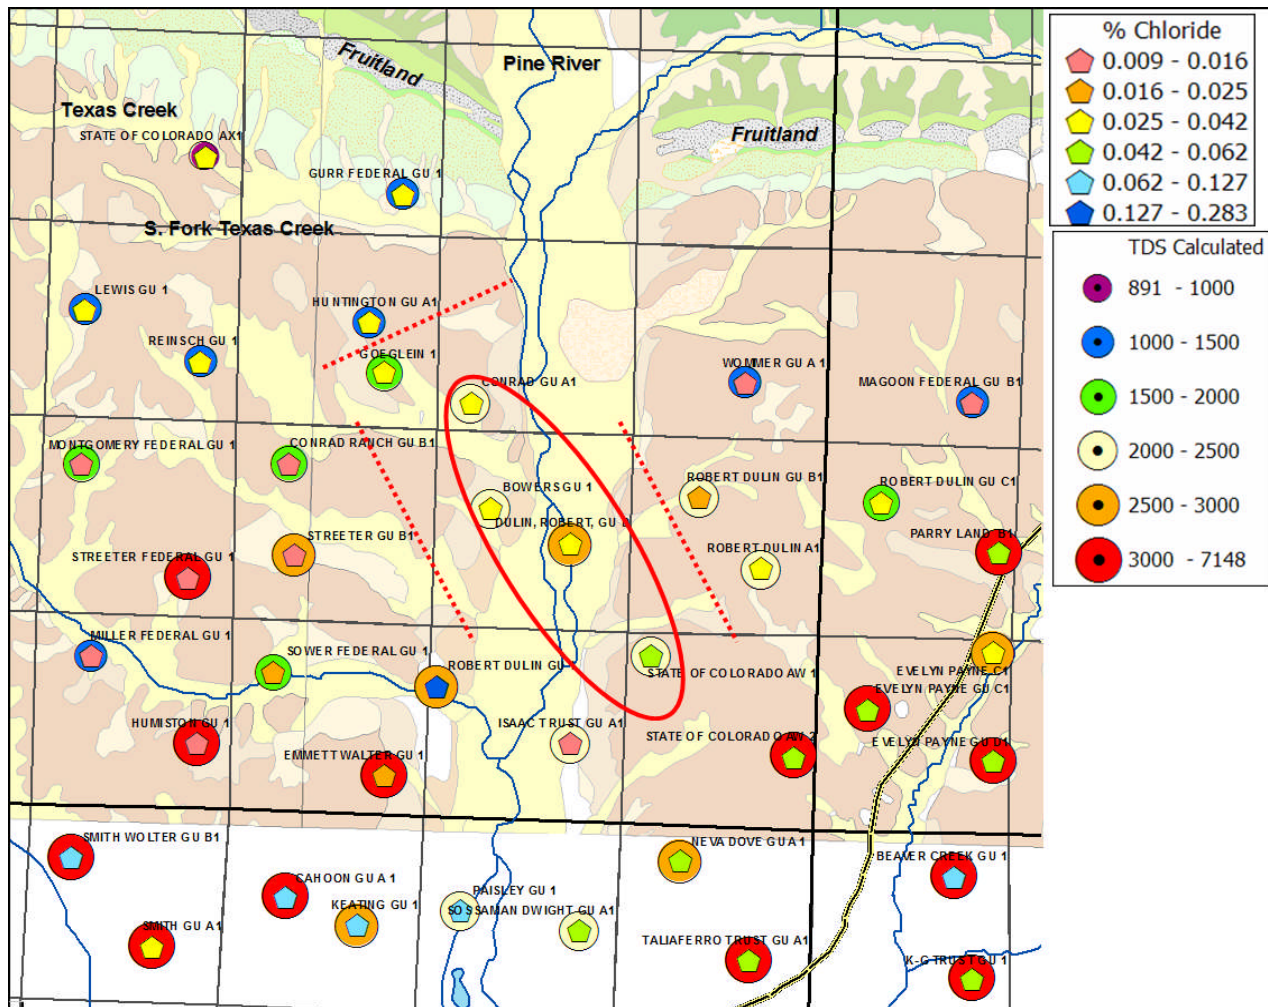 Fruitland
Pine River
Texas Creek
STATE OF COLORADO AX1
Fruitland
GURR FEDERAL GU 1
S. Fork Texas Creek
LEWIS GU 1
HUNTINGTON GU A1
REINSCH GU 1
GOEGLEIN 1
CONRAD GU A1
WOMMER GU A 1
MAGOON FEDERAL GU B1
MONTGOMERY FEDERAL GU 1
CONRAD RANCH GU B1
BOWERS GU 1
ROBERT DULIN GU B1
ROBERT DULIN GU C1
DULIN, ROBERT, GU D
STREETER GU B1
STREETER FEDERAL GU 1
ROBERT DULIN A1
PARRY LAND B1
MILLER FEDERAL GU 1
SOWER FEDERAL GU 1
ROBERT DULIN GU
STATE OF COLORADO AW 1
EVELYN PAYNE C1
EVELYN PAYNE GU C1
HUMISTON GU 1
ISAAC TRUST GU A1
STATE OF COLORADO AW 2
EMMETT WALTER GU 1
EVELYN PAYNE GU D1
SMITH WOLTER GU B1
NEVA DOVE GU A 1
BEAVER CREEK GU 1
CAHOON GU A 1
KEATING GU 1
PAISLEY GU 1
SOSSAMAN DWIGHT GU A1
SMITH GU A1
TALIAFERRO TRUST GU A1
K-G TRUST GU 1
% Chloride
0.009 - 0.016
0.016 - 0.025
0.025 - 0.042
0.042 - 0.062
0.062 - 0.127
0.127 - 0.283
TDS Calculated
891 - 1000
1000 - 1500
1500 - 2000
2000 - 2500
2500 - 3000
3000 - 7148